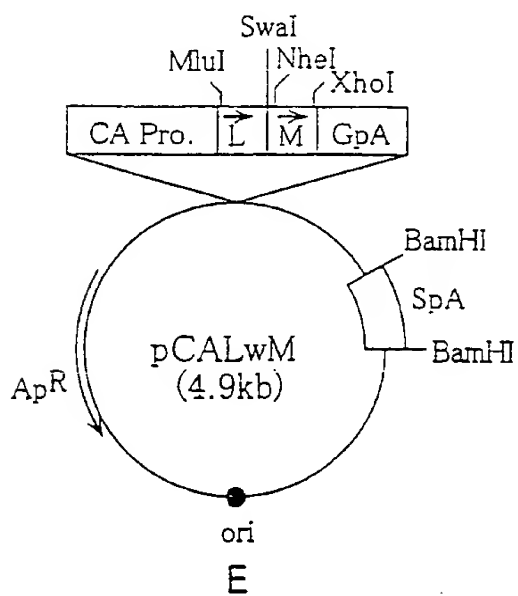 SwaI
MluI
NheI
XhoI
CA Pro.
L
M
GpA
BamHI
SpA
BamHI
pCALwM
(4.9kb)
ApR
ori
E